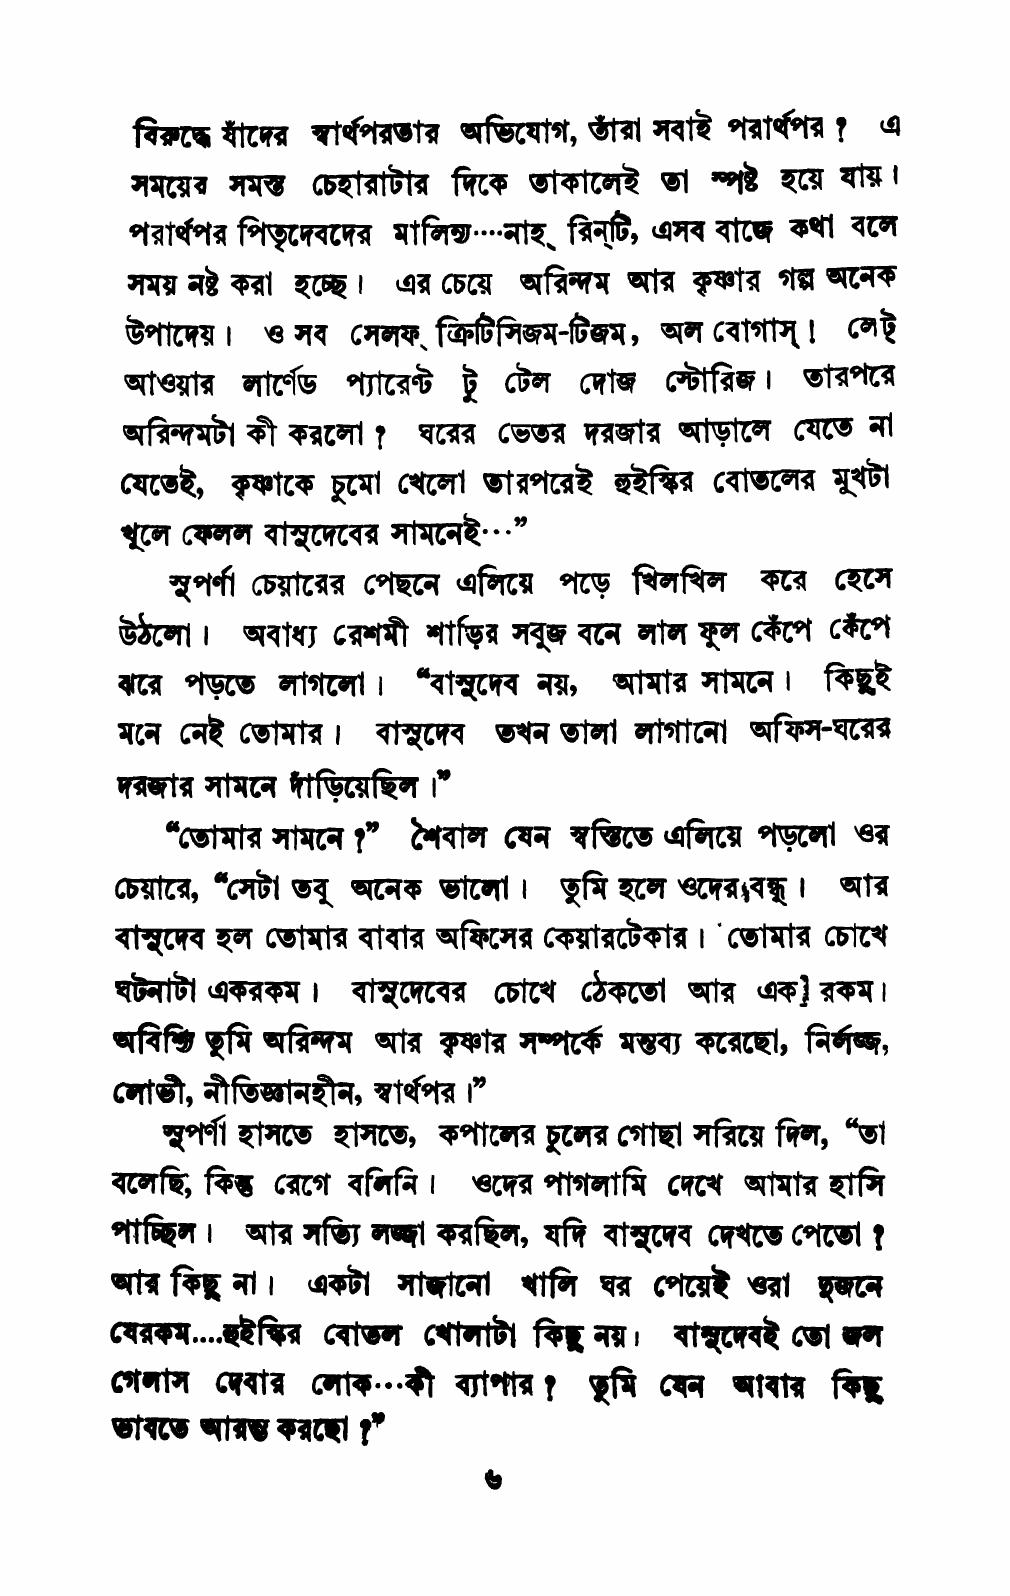 বিরুদ্ধে যাঁদের স্বার্থপরতার অভিযোগ, তাঁরা সবাই পরার্থপর ? এ
সময়ের সমস্ত চেহারাটার দিকে তাকালেই তা স্পষ্ট হয়ে যায়।
পরার্থপর পিতৃদেবদের মালিন্য····নাহ্ রিন্‌টি, এসব বাজে কথা বলে
সময় নষ্ট করা হচ্ছে। এর চেয়ে অরিন্দম আর কৃষ্ণার গল্প অনেক
উপাদেয়। ও সব সেলফ্ ক্রিটিসিজম-টিজম, অল বোগাস্! লেট্
আওয়ার লার্ণেড প্যারেণ্ট টু টেল দোজ স্টোরিজ। তারপরে
অরিন্দমটা কী করলো ? ঘরের ভেতর দরজার আড়ালে যেতে না
যেতেই, কৃষ্ণাকে চুমো খেলো তারপরেই হুইস্কির বোতলের মুখটা
খুলে ফেলল বাসুদেবের সামনেই···”
সুপর্ণা চেয়ারের পেছনে এলিয়ে পড়ে খিলখিল করে হেসে
উঠলো। অবাধ্য রেশমী শাড়ির সবুজ বনে লাল ফুল কেঁপে কেঁপে
ঝরে পড়তে লাগলো। “বাসুদেব নয়, আমার সামনে। কিছুই
মনে নেই তোমার। বাসুদেব তখন তালা লাগানো অফিস-ঘরের
দরজার সামনে দাঁড়িয়েছিল।”
“তোমার সামনে ?” শৈবাল যেন স্বস্তিতে এলিয়ে পড়লো ওর
চেয়ারে, “সেটা তবু অনেক ভালো। তুমি হলে ওদের বন্ধু। আর
বাসুদেব হল তোমার বাবার অফিসের কেয়ারটেকার। তোমার চোখে
ঘটনাটা একরকম। বাসুদেবের চোখে ঠেকতো আর এক রকম।
অবিশ্যি তুমি অরিন্দম আর কৃষ্ণার সম্পর্কে মন্তব্য করেছো, নির্লজ্জ,
লোভী, নীতিজ্ঞানহীন, স্বার্থপর।”
সুপর্ণা হাসতে হাসতে, কপালের চুলের গোছা সরিয়ে দিল, “তা
বলেছি, কিন্তু রেগে বলিনি। ওদের পাগলামি দেখে আমার হাসি
পাচ্ছিল। আর সত্যি লজ্জা করছিল, যদি বাসুদেব দেখতে পেতো ?
আর কিছু না। একটা সাজানো খালি ঘর পেয়েই ওরা দুজনে
যেরকম....হুইস্কির বোতল খোলাটা কিছু নয়। বাসুদেবই তো জল
গেলাস দেবার লোক···কী ব্যাপার ? তুমি যেন আবার কিছু
ভাবতে আরম্ভ করছো ?”
৬